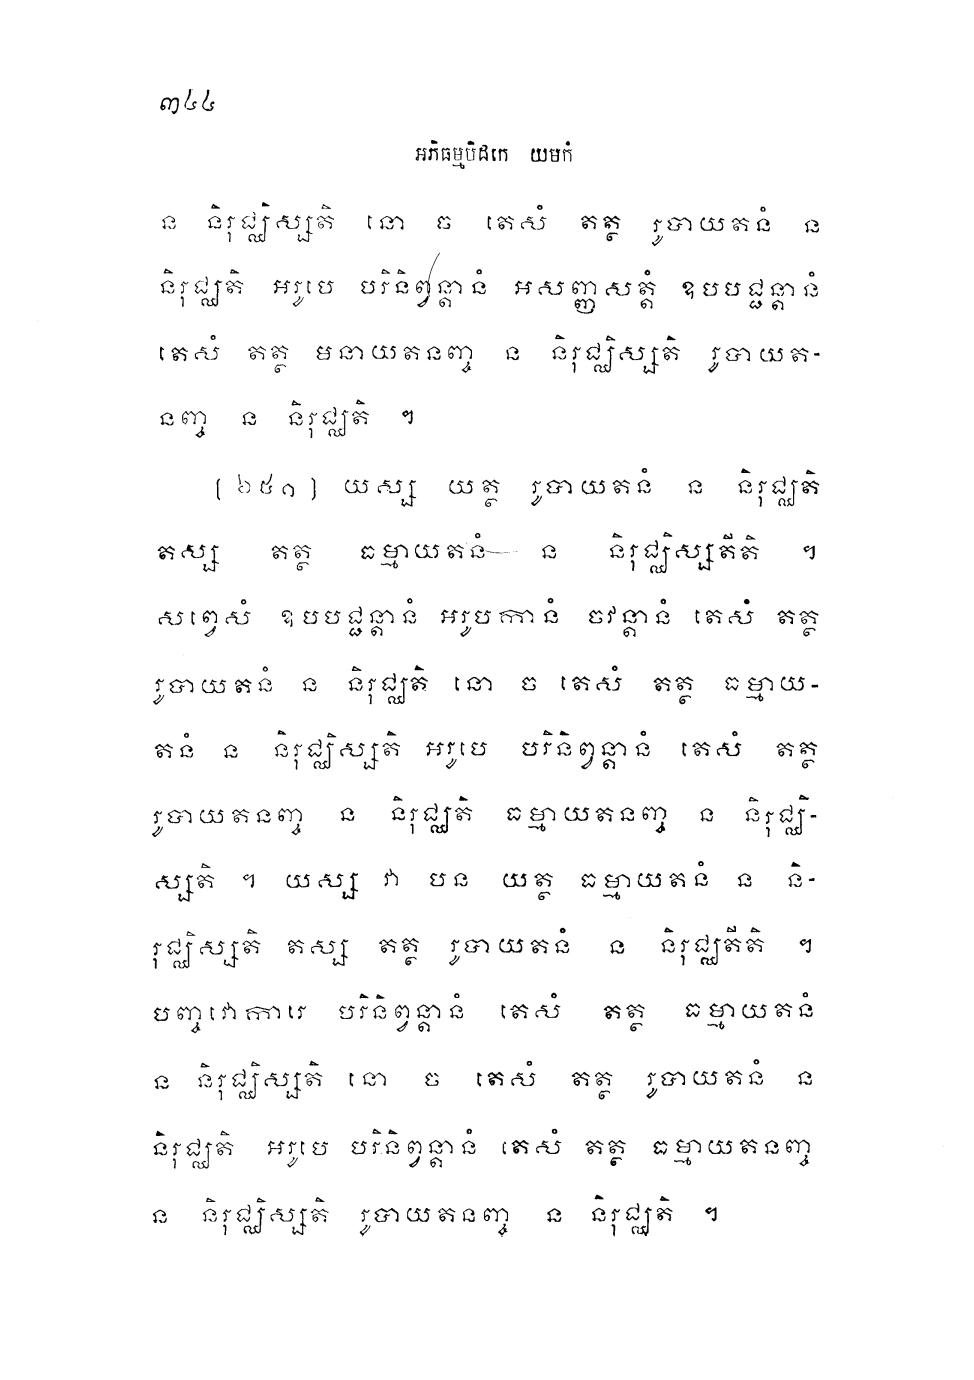 ៣៤៤
អភិធម្មបិដកេ យមកំ
ន និរុជ្ឈិស្សតិ នោ ច តេសំ តត្ថ រូបាយតនំ ន
និរុជ្ឈតិ អរូបេ បរិនិព្វន្តានំ អសញ្ញសត្តំ ឧបបជ្ជន្តានំ
តេសំ តត្ថ មនាយតនញ្ច ន និរុជ្ឈិស្សតិ រូបាយត-
នញ្ច ន និរុជ្ឈតិ ។
[ ៦៥១ ] យស្ស យត្ថ រូបាយតនំ ន និរុជ្ឈតិ
តស្ស តត្ថ ធម្មាយតនំ ន និរុជ្ឈិស្សតីតិ ។
សព្វេសំ ឧបបជ្ជន្តានំ អរូបកានំ ចវន្តានំ តេសំ តត្ថ
រូបាយតនំ ន និរុជ្ឈតិ នោ ច តេសំ តត្ថ ធម្មាយ-
តនំ ន និរុជ្ឈិស្សតិ អរូបេ បរិនិព្វន្តានំ តេសំ តត្ថ
រូបាយតនញ្ច ន និរុជ្ឈតិ ធម្មាយតនញ្ច ន និរុជ្ឈិ-
ស្សតិ ។ យស្ស វា បន យត្ថ ធម្មាយតនំ ន និ-
រុជ្ឈិស្សតិ តស្ស តត្ថ រូបាយតនំ ន និរុជ្ឈតីតិ ។
បញ្ចវោការេ បរិនិព្វន្តានំ តេសំ តត្ថ ធម្មាយតនំ
ន និរុជ្ឈិស្សតិ នោ ច តេសំ តត្ថ រូបាយតនំ ន
និរុជ្ឈតិ អរូបេ បរិនិព្វន្តានំ តេសំ តត្ថ ធម្មាយតនញ្ច
ន និរុជ្ឈិស្សតិ រូបាយតនញ្ច ន និរុជ្ឈតិ ។